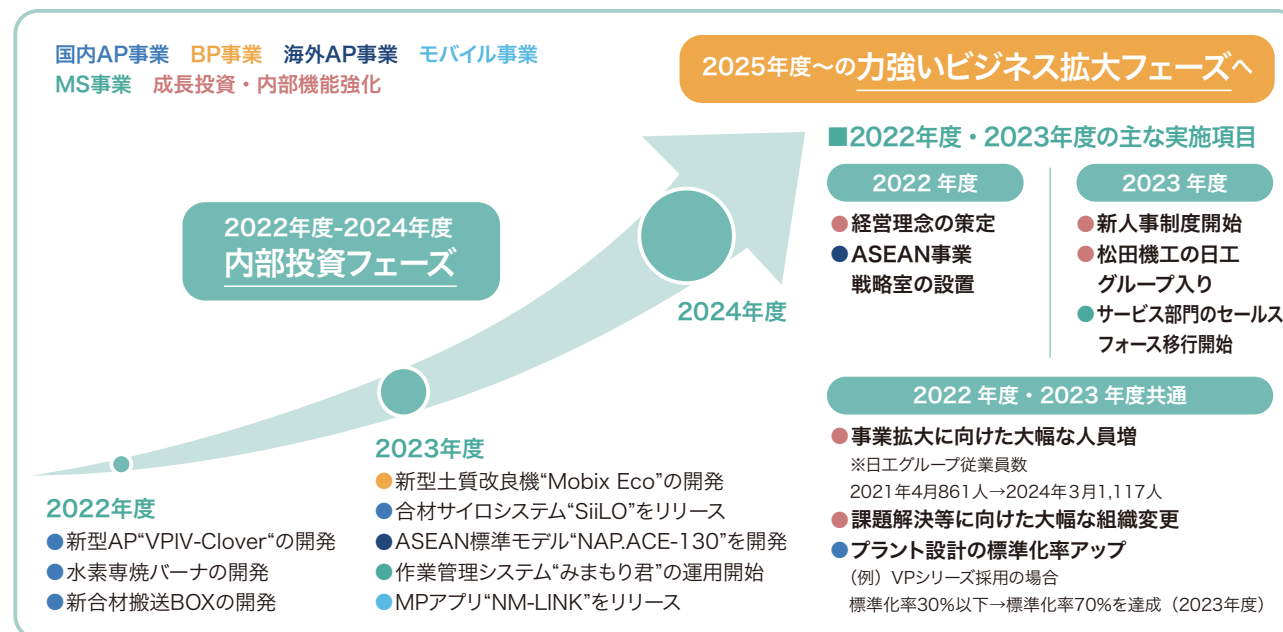 国内AP事業 BP事業 海外AP事業 モバイル事業
MS事業 成長投資・内部機能強化
2025年度〜の力強いビジネス拡大フェーズへ
2022年度-2024年度
内部投資フェーズ
2024年度
2023年度
●新型土質改良機“Mobix Eco”の開発
●合材サイロシステム“SiiLO”をリリース
●ASEAN標準モデル“NAP.ACE-130”を開発
●作業管理システム“みまもり君”の運用開始
●MPアプリ“NM-LINK”をリリース
2022年度
●新型AP“VPIV-Clover“の開発
●水素専焼バーナの開発
●新合材搬送BOXの開発
■2022年度・2023年度の主な実施項目
2022 年度
●経営理念の策定
●ASEAN事業
戦略室の設置
2023 年度
●新人事制度開始
●松田機工の日工
グループ入り
●サービス部門のセールス
フォース移行開始
2022 年度・2023 年度共通
●事業拡大に向けた大幅な人員増
※日工グループ従業員数
2021年4月861人→2024年3月1,117人
●課題解決等に向けた大幅な組織変更
●プラント設計の標準化率アップ
（例）VPシリーズ採用の場合
標準化率30%以下→標準化率70%を達成（2023年度）